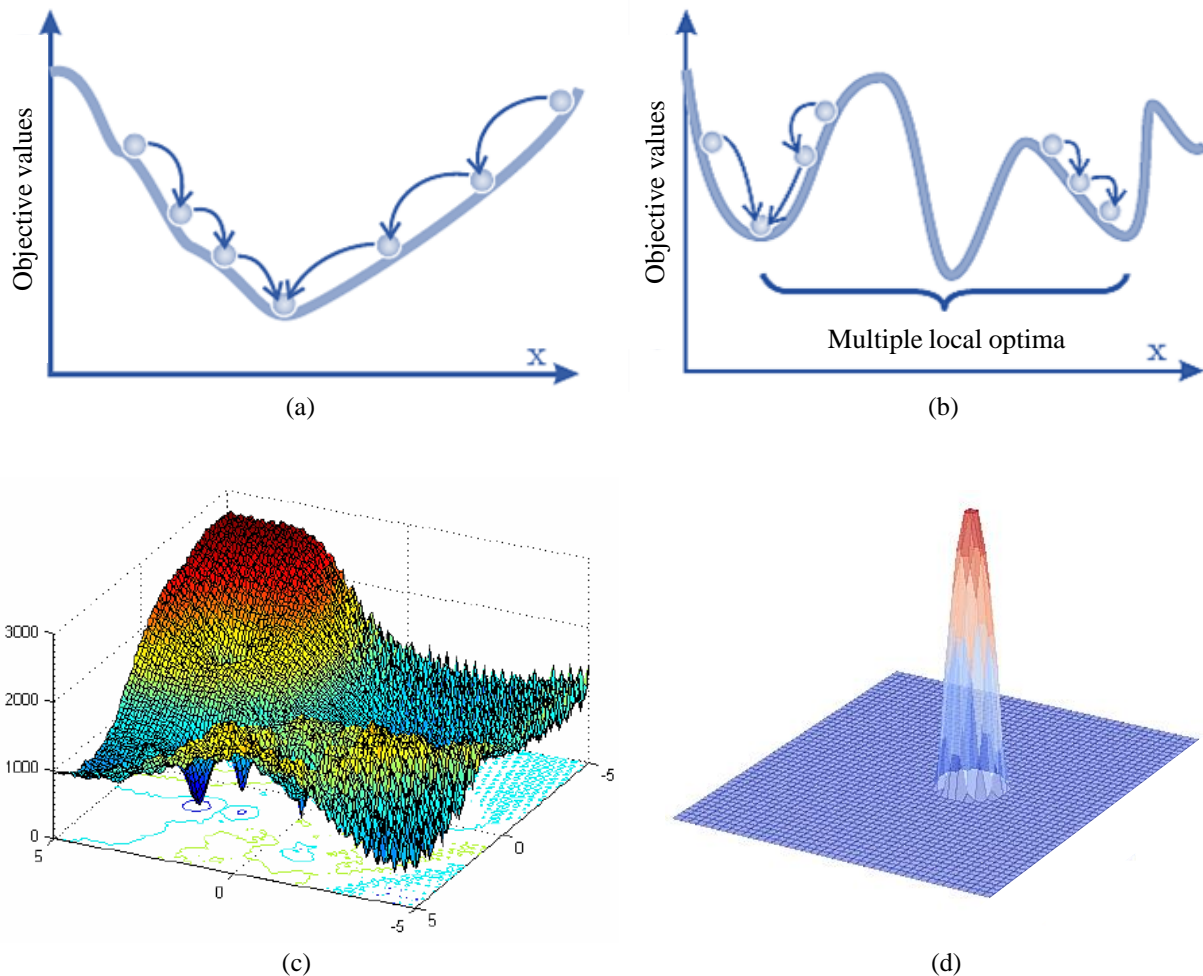 Objective values
x
(a)
Objective values
Multiple local optima
x
(b)
3000
2000
1000
0
5
0
-5
5
0
-5
(c)
(d)